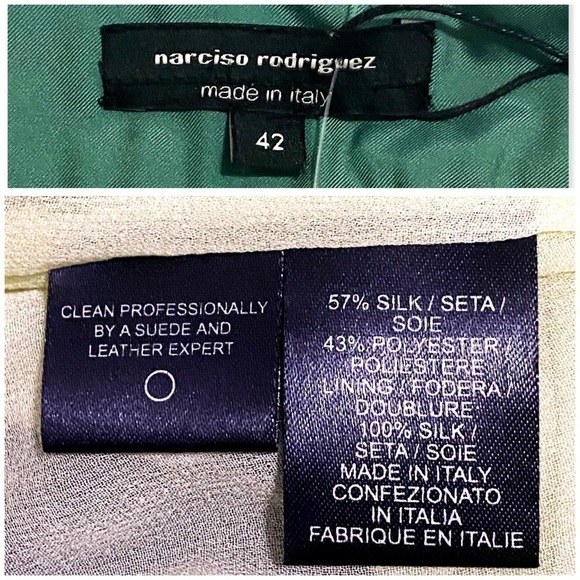 narciso rodriguez
made in italy
42
CLEAN PROFESSIONALLY
BY A SUEDE AND
LEATHER EXPERT
57% SILK / SETA /
SOIE
43% POLYESTER /
POLIESTERE
LINING / FODERA /
DOUBLURE
100% SILK /
SETA / SOIE
MADE IN ITALY
CONFEZIONATO
IN ITALIA
FABRIQUE EN ITALIE